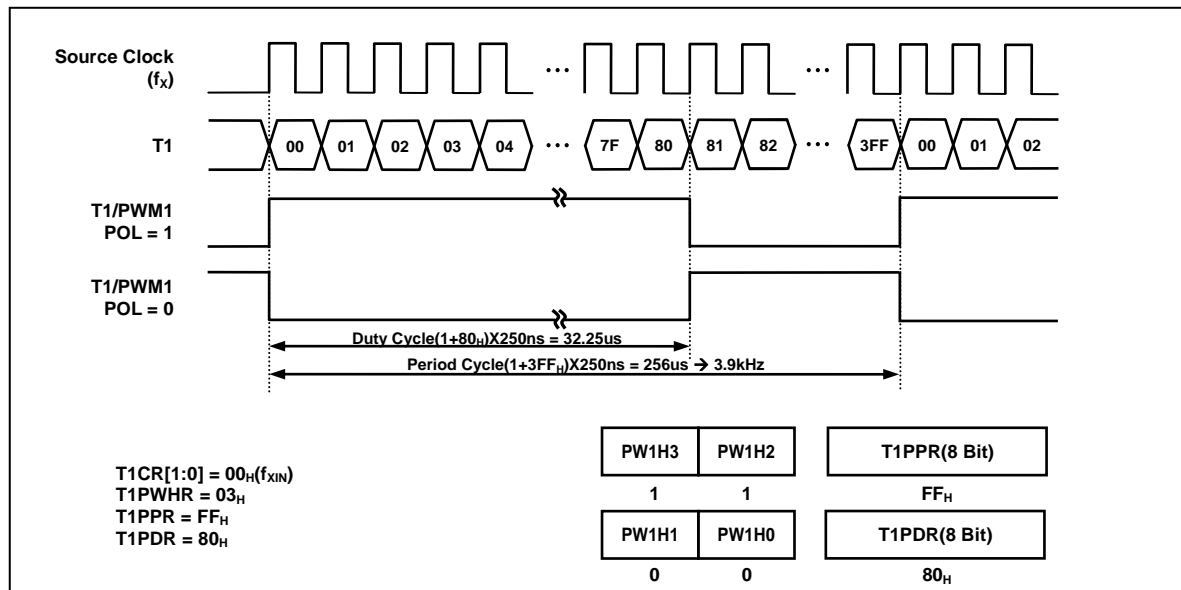 Source Clock
(fX)
T1
00 01 02 03 04 ... 7F 80 81 82 ... 3FF 00 01 02
T1/PWM1
POL = 1
T1/PWM1
POL = 0
Duty Cycle(1+80H)X250ns = 32.25us
Period Cycle(1+3FFH)X250ns = 256us → 3.9kHz
T1CR[1:0] = 00H(fXIN)
T1PWHR = 03H
T1PPR = FFH
T1PDR = 80H
PW1H3 PW1H2 T1PPR(8 Bit)
1 1 FFH
PW1H1 PW1H0 T1PDR(8 Bit)
0 0 80H